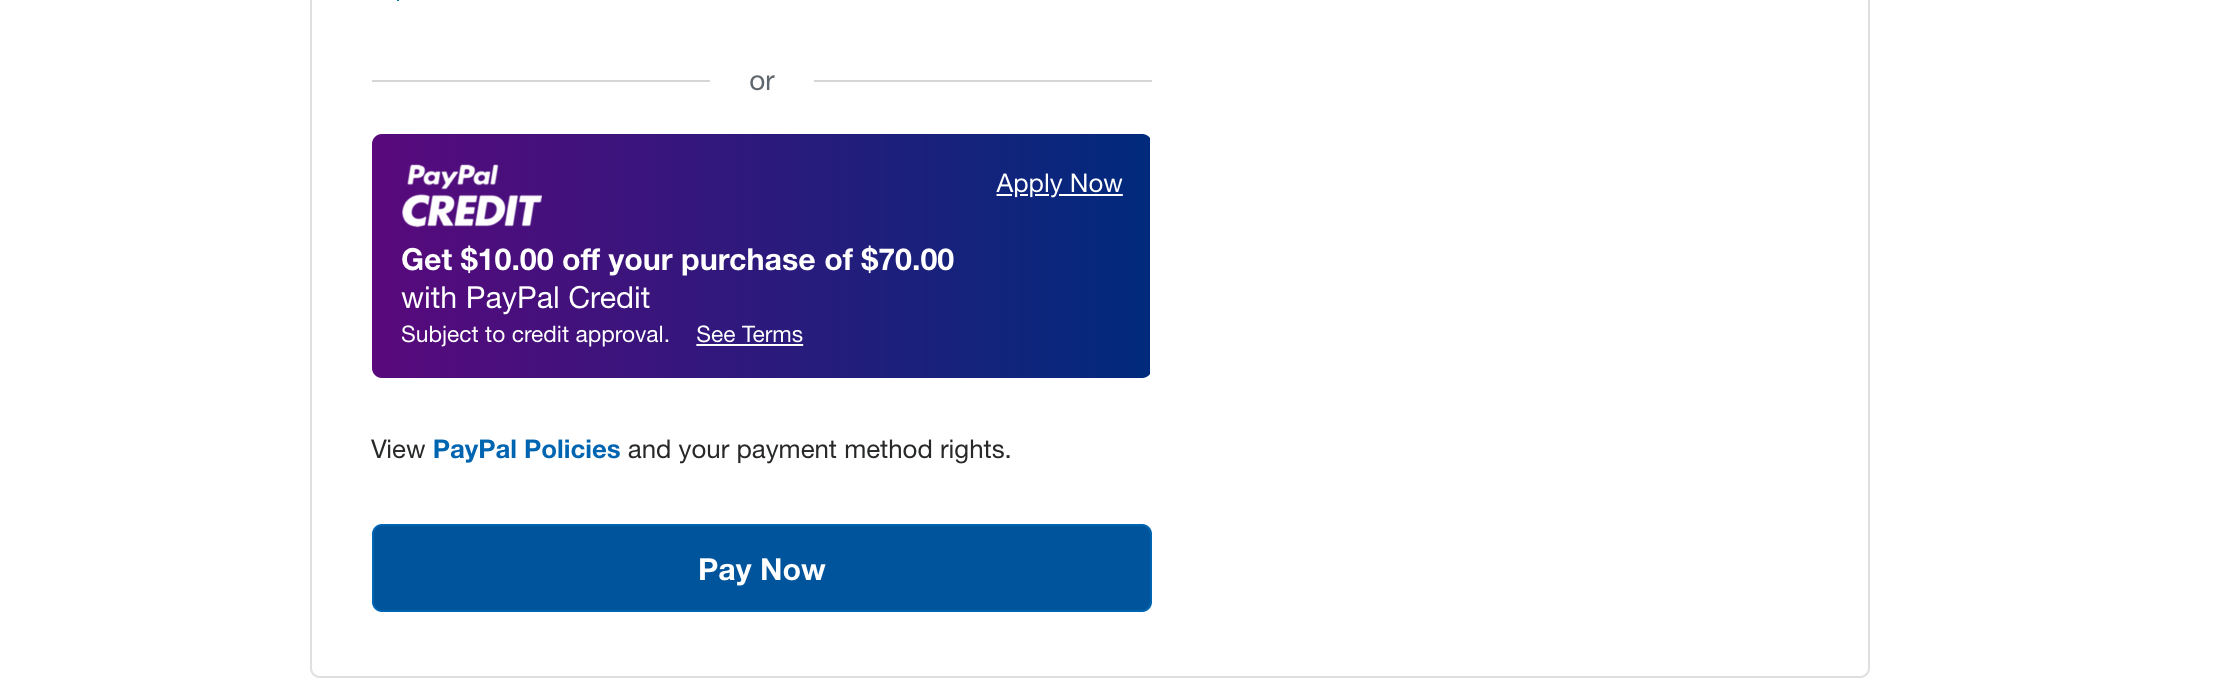 or
PayPal
CREDIT
Apply Now
Get $10.00 off your purchase of $70.00
with PayPal Credit
Subject to credit approval. See Terms
View PayPal Policies and your payment method rights.
Pay Now